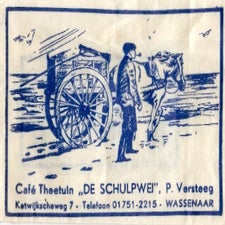 Café Theetuin „DE SCHULPWEI”, P. Versteeg
Katwijkscheweg 7 - Telefoon 01751-2215 - WASSENAAR